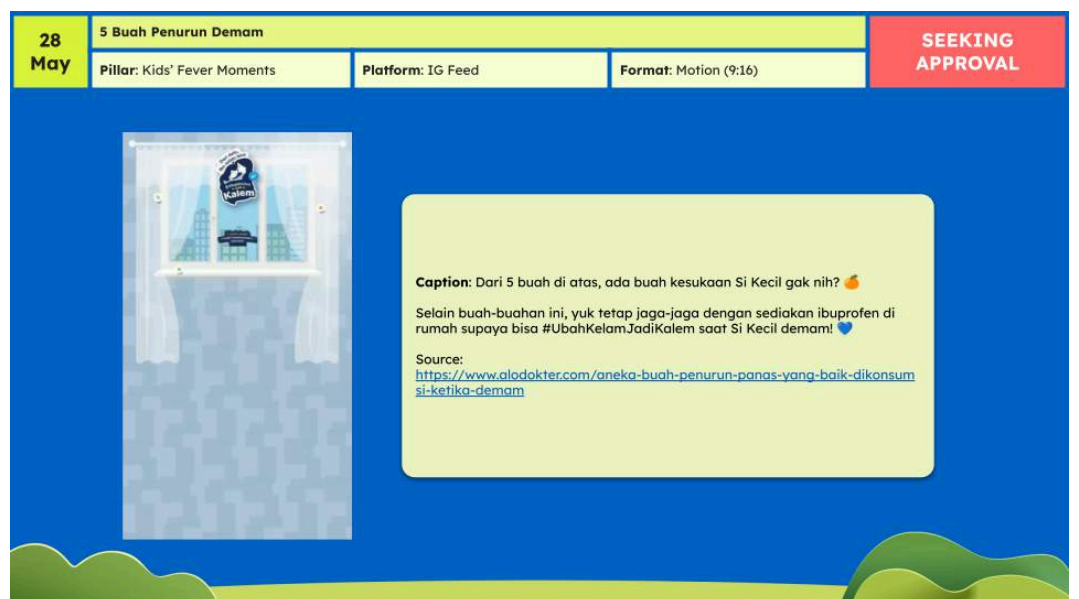 28
May
5 Buah Penurun Demam
Pillar: Kids’ Fever Moments
Platform: IG Feed
Format: Motion (9:16)
SEEKING
APPROVAL
Kalem
Caption: Dari 5 buah di atas, ada buah kesukaan Si Kecil gak nih? 🍊
Selain buah-buahan ini, yuk tetap jaga-jaga dengan sediakan ibuprofen di
rumah supaya bisa #UbahKelamJadiKalem saat Si Kecil demam! 💙
Source:
https://www.alodokter.com/aneka-buah-penurun-panas-yang-baik-dikonsum
si-ketika-demam